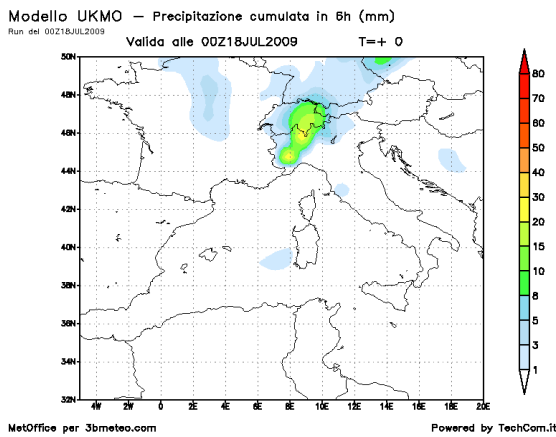 Modello UKMO — Precipitazione cumulata in 6h (mm)
Run del 00Z18JUL2009
Valida alle 00Z18JUL2009 T=+ 0
50N
48N
46N
44N
42N
40N
38N
36N
34N
32N
4W 2W 0 2E 4E 6E 8E 10E 12E 14E 16E 18E 20E
80
70
60
50
40
30
20
15
10
8
5
3
1
MetOffice per 3bmeteo.com
Powered by TechCom.it